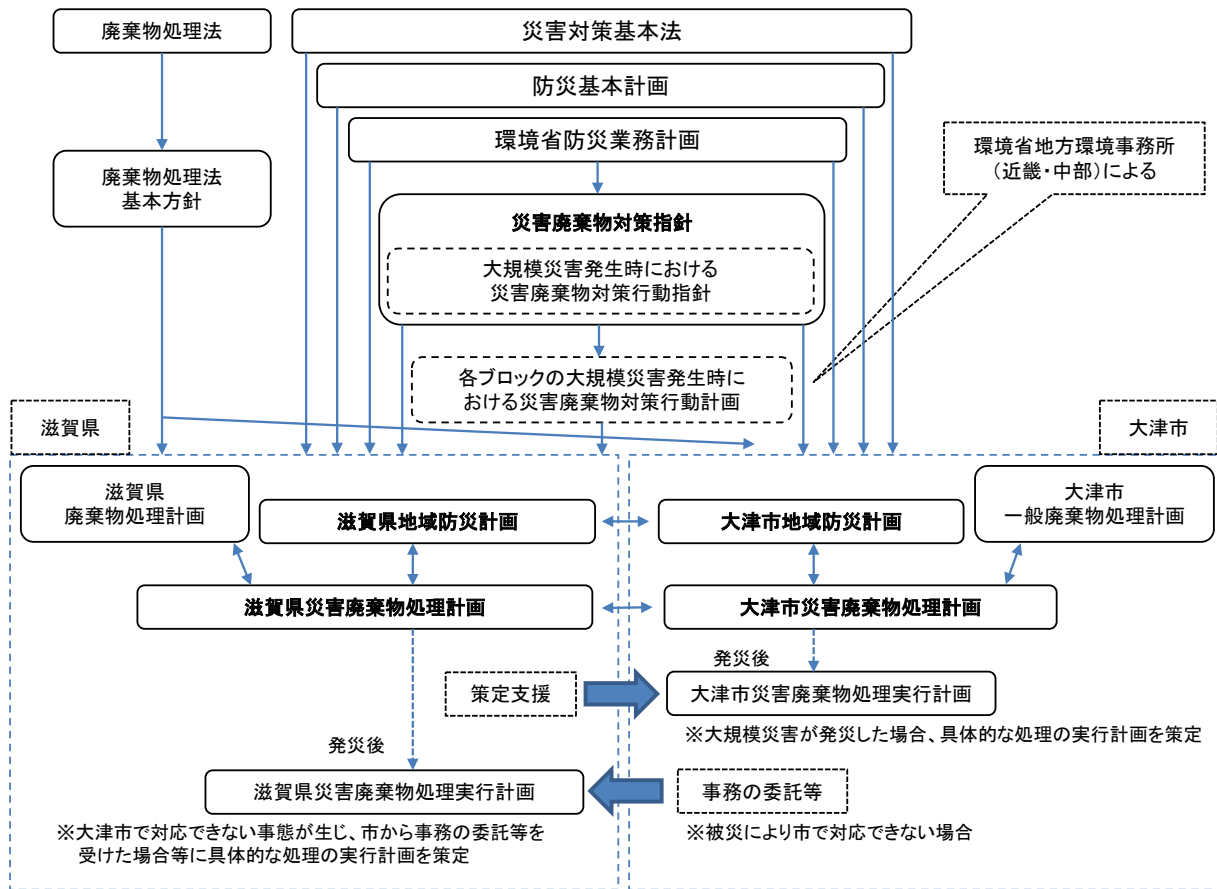 廃棄物処理法
災害対策基本法
防災基本計画
環境省防災業務計画
環境省地方環境事務所
（近畿・中部）による
廃棄物処理法
基本方針
災害廃棄物対策指針
大規模災害発生時における
災害廃棄物対策行動指針
各ブロックの大規模災害発生時に
おける災害廃棄物対策行動計画
滋賀県
大津市
滋賀県
廃棄物処理計画
滋賀県地域防災計画
大津市地域防災計画
大津市
一般廃棄物処理計画
滋賀県災害廃棄物処理計画
大津市災害廃棄物処理計画
発災後
策定支援
大津市災害廃棄物処理実行計画
※大規模災害が発災した場合、具体的な処理の実行計画を策定
発災後
滋賀県災害廃棄物処理実行計画
事務の委託等
※大津市で対応できない事態が生じ、市から事務の委託等を
受けた場合等に具体的な処理の実行計画を策定
※被災により市で対応できない場合